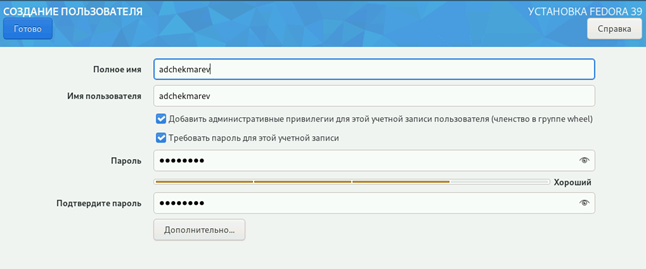 СОЗДАНИЕ ПОЛЬЗОВАТЕЛЯ
УСТАНОВКА FEDORA 39
Готово
Справка
Полное имя
adchekmarev
Имя пользователя
adchekmarev
Добавить административные привилегии для этой учетной записи пользователя (членство в группе wheel)
Требовать пароль для этой учетной записи
Пароль
●●●●●●●●
Хороший
Подтвердите пароль
●●●●●●●●
Дополнительно...